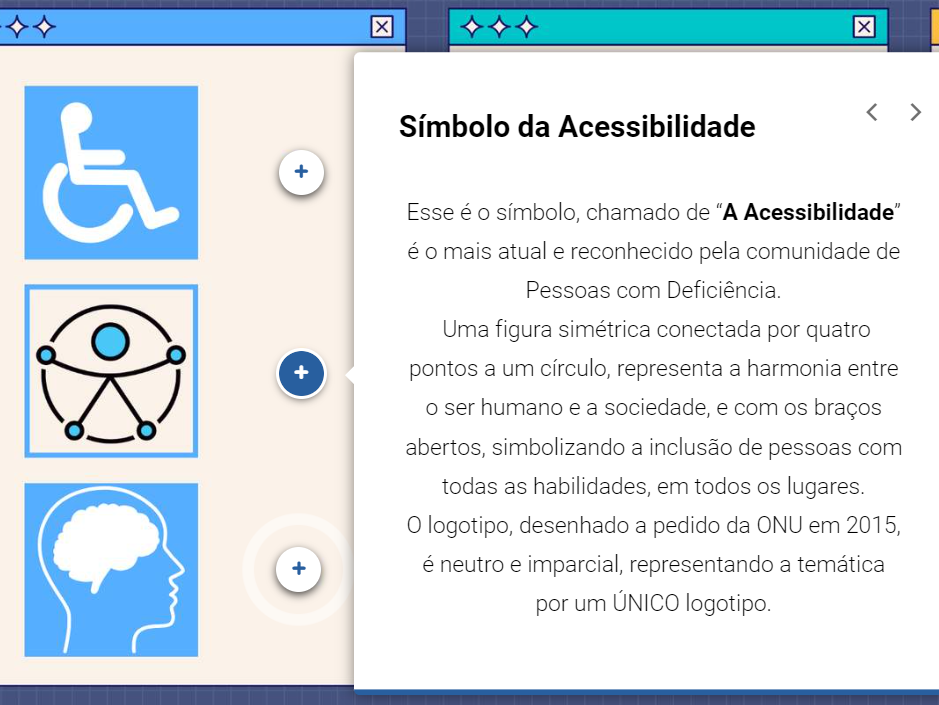 Símbolo da Acessibilidade
Esse é o símbolo, chamado de “A Acessibilidade”
é o mais atual e reconhecido pela comunidade de
Pessoas com Deficiência.
Uma figura simétrica conectada por quatro
pontos a um círculo, representa a harmonia entre
o ser humano e a sociedade, e com os braços
abertos, simbolizando a inclusão de pessoas com
todas as habilidades, em todos os lugares.
O logotipo, desenhado a pedido da ONU em 2015,
é neutro e imparcial, representando a temática
por um ÚNICO logotipo.